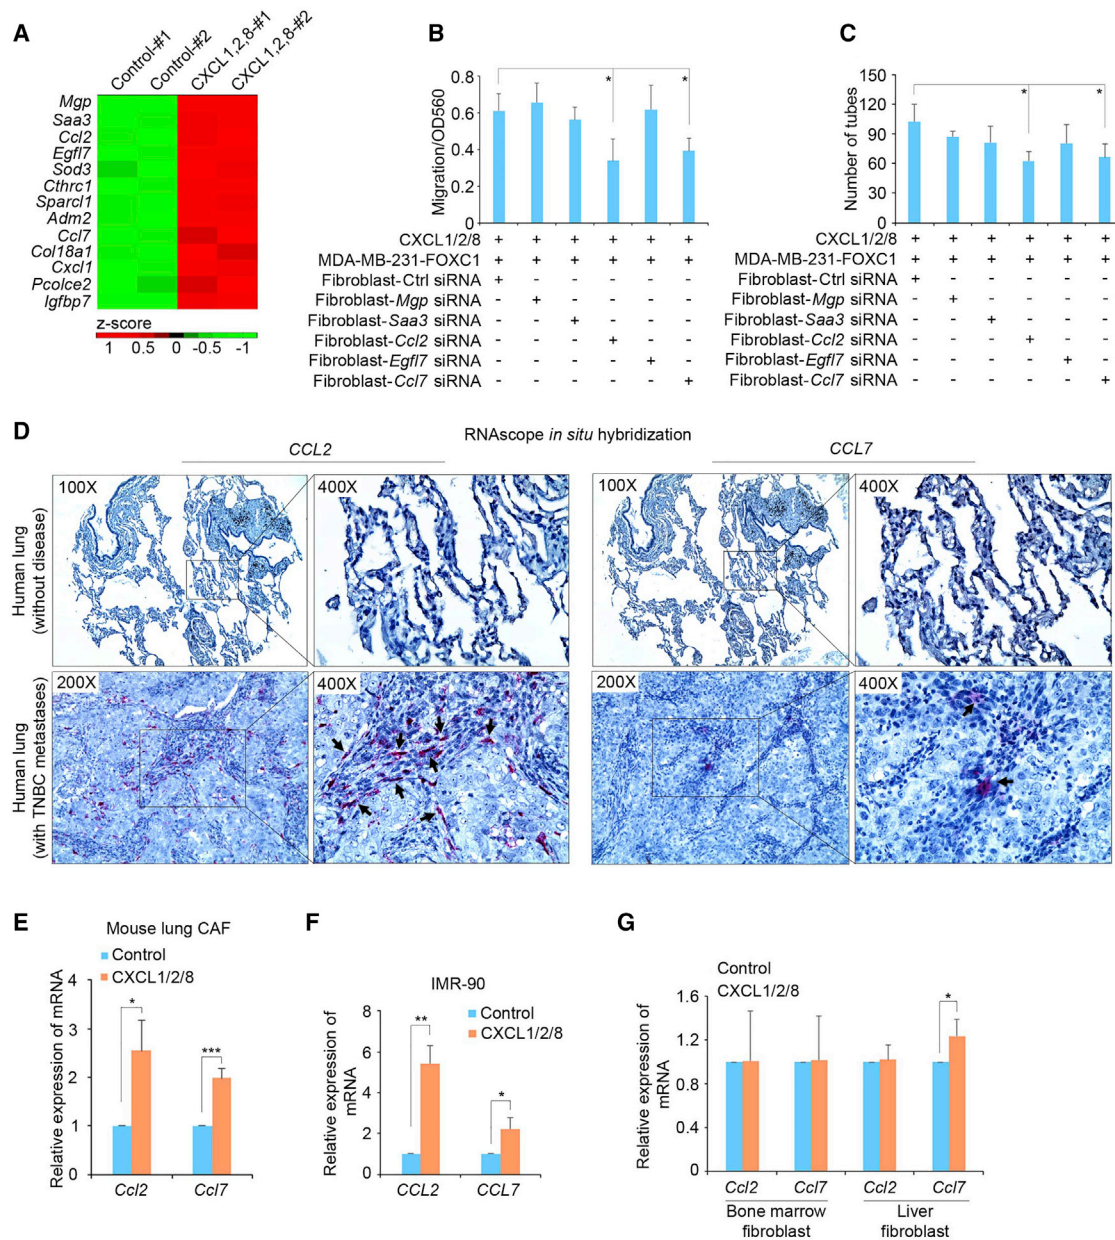 A
Control-#1
Control-#2
CXCL1,2,8-#1
CXCL1,2,8-#2
Mgp
Saa3
Ccl2
Egfl7
Sod3
Cthrc1
Sparcl1
Adm2
Ccl7
Col18a1
Cxcl1
Pcolce2
Igfbp7
z-score
1 0.5 0 -0.5 -1
B
Migration/OD560
0.8
0.6
0.4
0.2
0
* *
CXCL1/2/8 + + + + + +
MDA-MB-231-FOXC1 + + + + + +
Fibroblast-Ctrl siRNA + - - - - -
Fibroblast-Mgp siRNA - + - - - -
Fibroblast-Saa3 siRNA - - + - - -
Fibroblast-Ccl2 siRNA - - - + - -
Fibroblast-Egfl7 siRNA - - - - + -
Fibroblast-Ccl7 siRNA - - - - - +
C
Number of tubes
150
120
90
60
30
0
* *
CXCL1/2/8 + + + + + +
MDA-MB-231-FOXC1 + + + + + +
Fibroblast-Ctrl siRNA + - - - - -
Fibroblast-Mgp siRNA - + - - - -
Fibroblast-Saa3 siRNA - - + - - -
Fibroblast-Ccl2 siRNA - - - + - -
Fibroblast-Egfl7 siRNA - - - - + -
Fibroblast-Ccl7 siRNA - - - - - +
D
RNAscope in situ hybridization
CCL2
CCL7
Human lung
(without disease)
100X
400X
100X
400X
Human lung
(with TNBC metastases)
200X
400X
200X
400X
E
Mouse lung CAF
Control
CXCL1/2/8
Relative expression of mRNA
4
3
2
1
0
*
***
Ccl2 Ccl7
F
IMR-90
Control
CXCL1/2/8
Relative expression of
mRNA
8
6
4
2
0
**
*
CCL2 CCL7
G
Control
CXCL1/2/8
Relative expression of
mRNA
1.6
1.2
0.8
0.4
0
*
Ccl2 Ccl7 Ccl2 Ccl7
Bone marrow
fibroblast
Liver
fibroblast